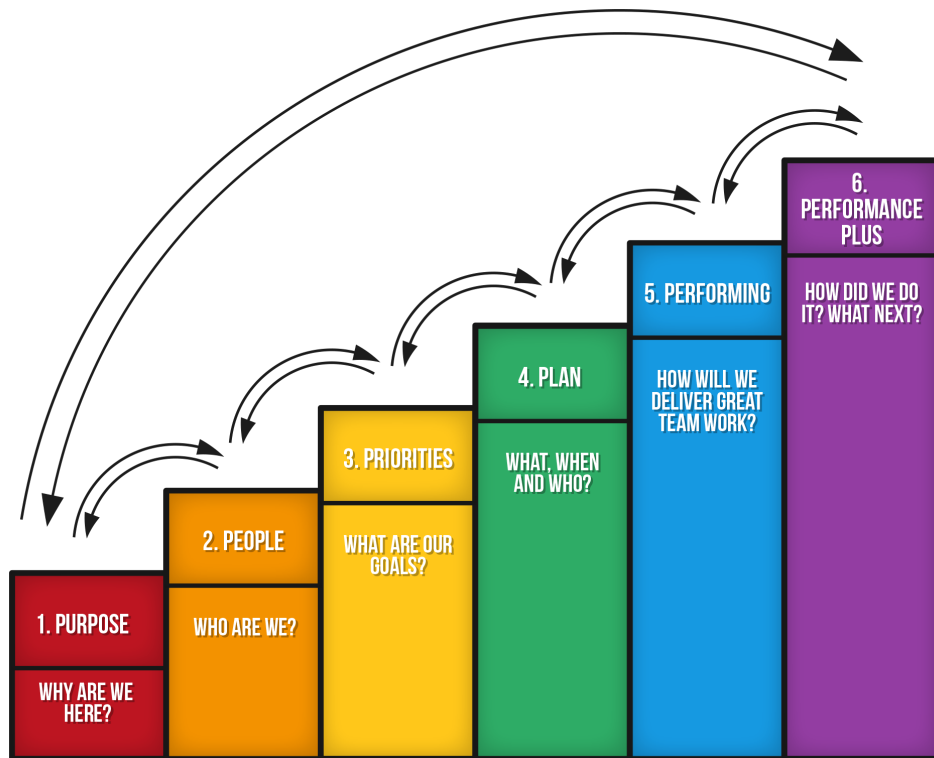 1. PURPOSE
WHY ARE WE
HERE?
2. PEOPLE
WHO ARE WE?
3. PRIORITIES
WHAT ARE OUR
GOALS?
4. PLAN
WHAT, WHEN
AND WHO?
5. PERFORMING
HOW WILL WE
DELIVER GREAT
TEAM WORK?
6.
PERFORMANCE
PLUS
HOW DID WE DO
IT? WHAT NEXT?